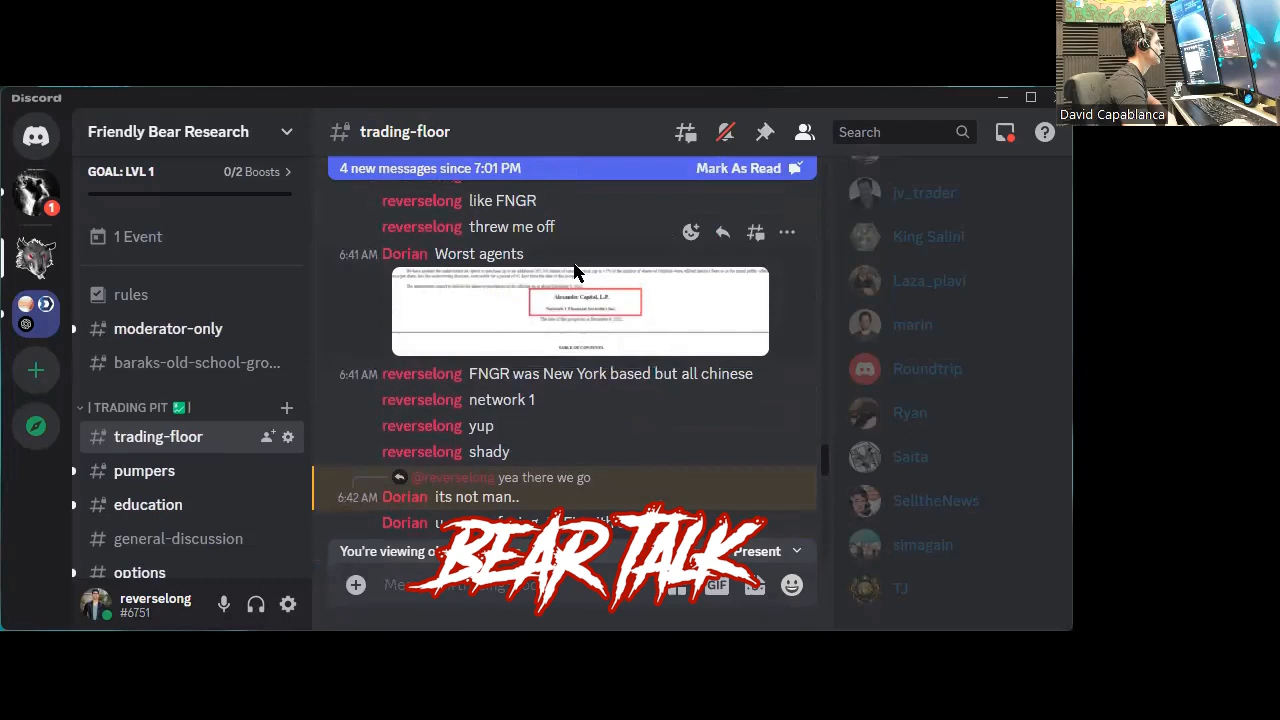 David Capablanca
Discord
Friendly Bear Research
GOAL: LVL 1
0/2 Boosts
1
1 Event
rules
moderator-only
baraks-old-school-gro...
| TRADING PIT 💹 |
trading-floor
pumpers
education
general-discussion
options
reverselong
#6751
trading-floor
Search
4 new messages since 7:01 PM
Mark As Read
reverselong like FNGR
reverselong threw me off
6:41 AM Dorian Worst agents
Alexander Capital, L.P.
TABLE OF CONTENTS
6:41 AM reverselong FNGR was New York based but all chinese
reverselong network 1
reverselong yup
reverselong shady
@reverselong yea there we go
6:42 AM Dorian its not man..
Dorian
You're viewing
Present
GIF
BEAR TALK
jv_trader
King Salini
Laza_plavi
marin
Roundtrip
Ryan
Saita
SelltheNews
simagain
TJ